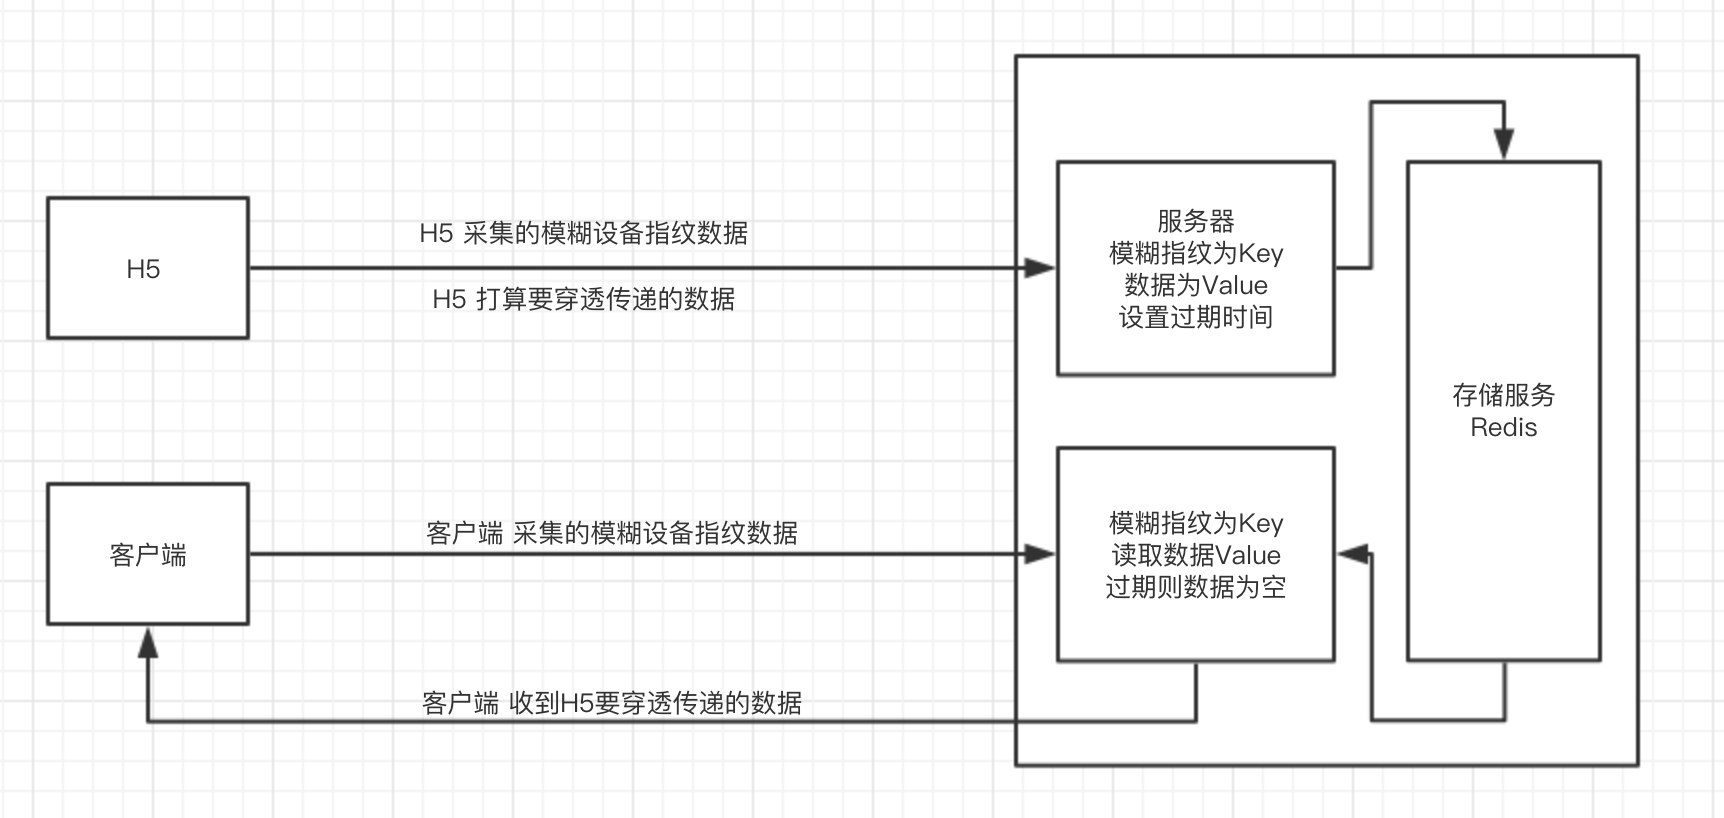 H5
H5 采集的模糊设备指纹数据
H5 打算要穿透传递的数据
服务器
模糊指纹为Key
数据为Value
设置过期时间
存储服务
Redis
客户端
客户端 采集的模糊设备指纹数据
模糊指纹为Key
读取数据Value
过期则数据为空
客户端 收到H5要穿透传递的数据